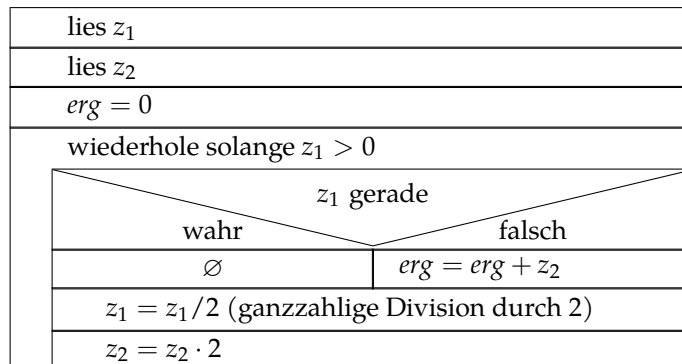 lies z₁
lies z₂
erg = 0
wiederhole solange z₁ > 0
z₁ gerade
wahr falsch
∅ erg = erg + z₂
z₁ = z₁/2 (ganzzahlige Division durch 2)
z₂ = z₂ · 2